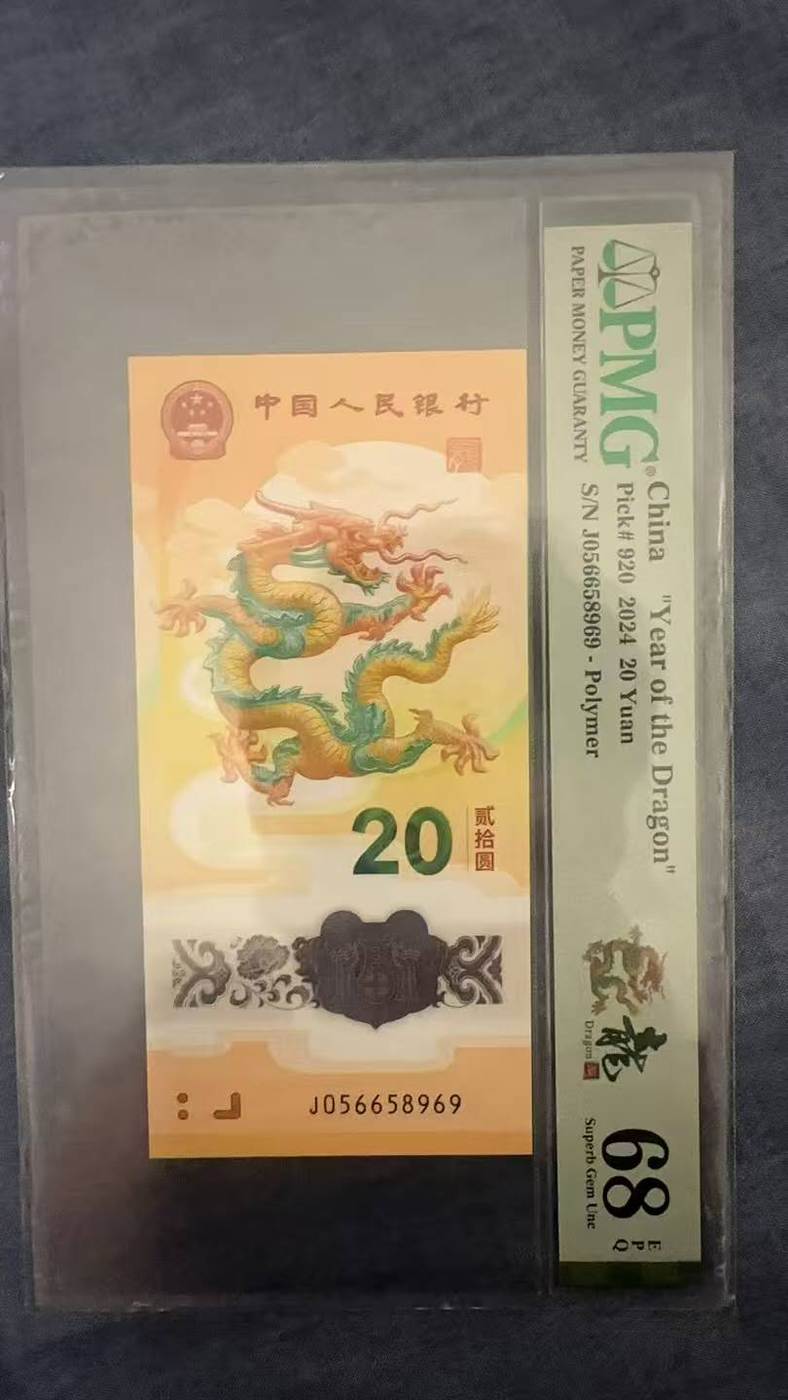 中国人民银行
20
贰拾圆
J056658969
PMG®
PAPER MONEY GUARANTY
China "Year of the Dragon"
Pick# 920 2024 20 Yuan
S/N J056658969 - Polymer
龍
Dragon
68
EPQ
Superb Gem Unc